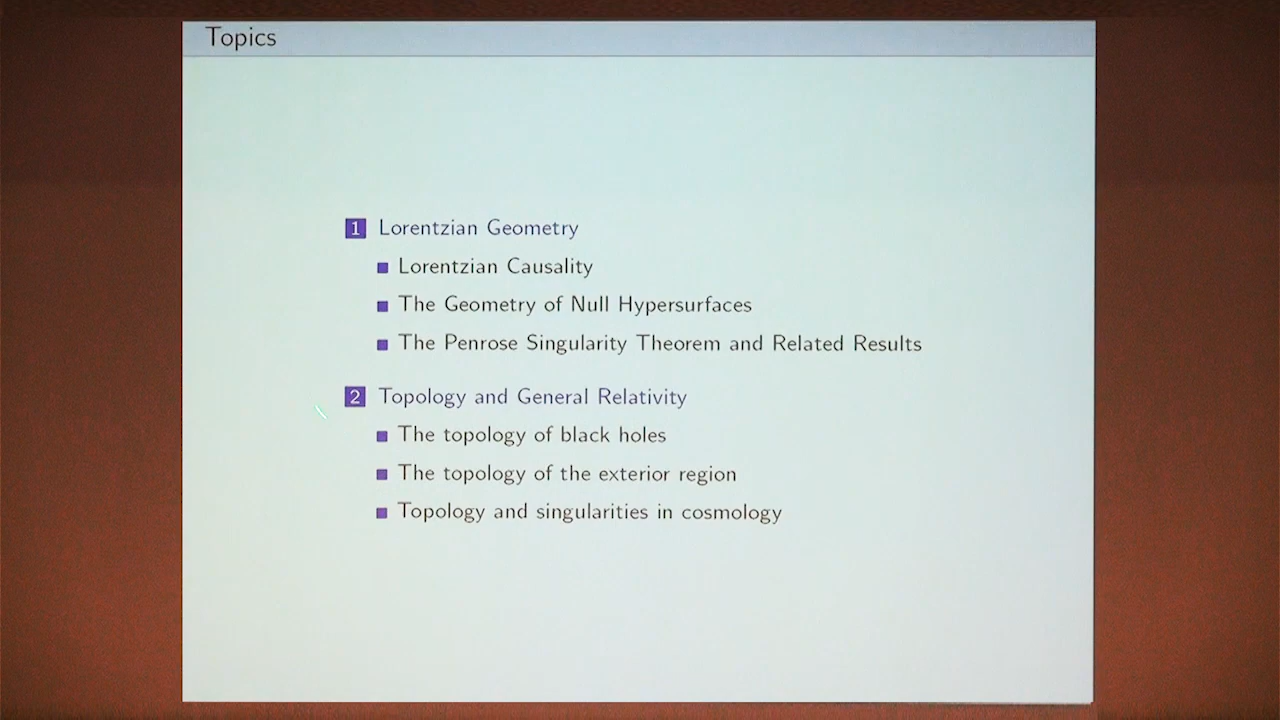 Topics
1 Lorentzian Geometry
Lorentzian Causality
The Geometry of Null Hypersurfaces
The Penrose Singularity Theorem and Related Results
2 Topology and General Relativity
The topology of black holes
The topology of the exterior region
Topology and singularities in cosmology